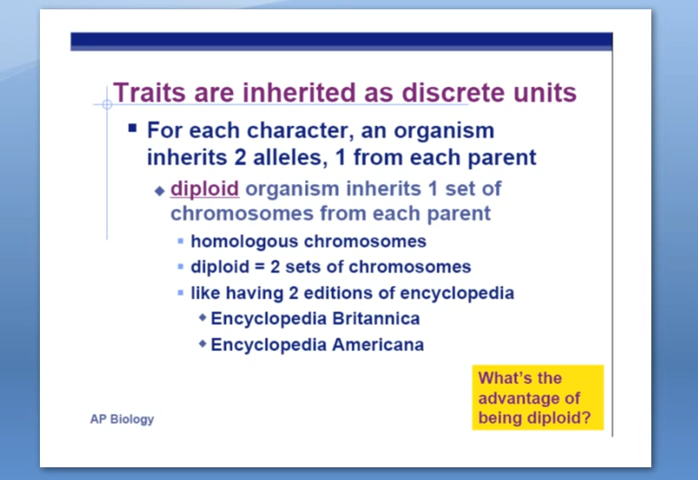 Traits are inherited as discrete units
■ For each character, an organism
inherits 2 alleles, 1 from each parent
◆ diploid organism inherits 1 set of
chromosomes from each parent
▪ homologous chromosomes
▪ diploid = 2 sets of chromosomes
▪ like having 2 editions of encyclopedia
◆ Encyclopedia Britannica
◆ Encyclopedia Americana
What's the
advantage of
being diploid?
AP Biology